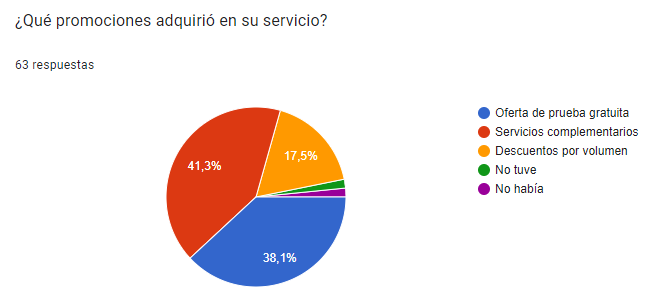 ¿Qué promociones adquirió en su servicio?
63 respuestas
Oferta de prueba gratuita
Servicios complementarios
Descuentos por volumen
No tuve
No había
41,3%
17,5%
38,1%